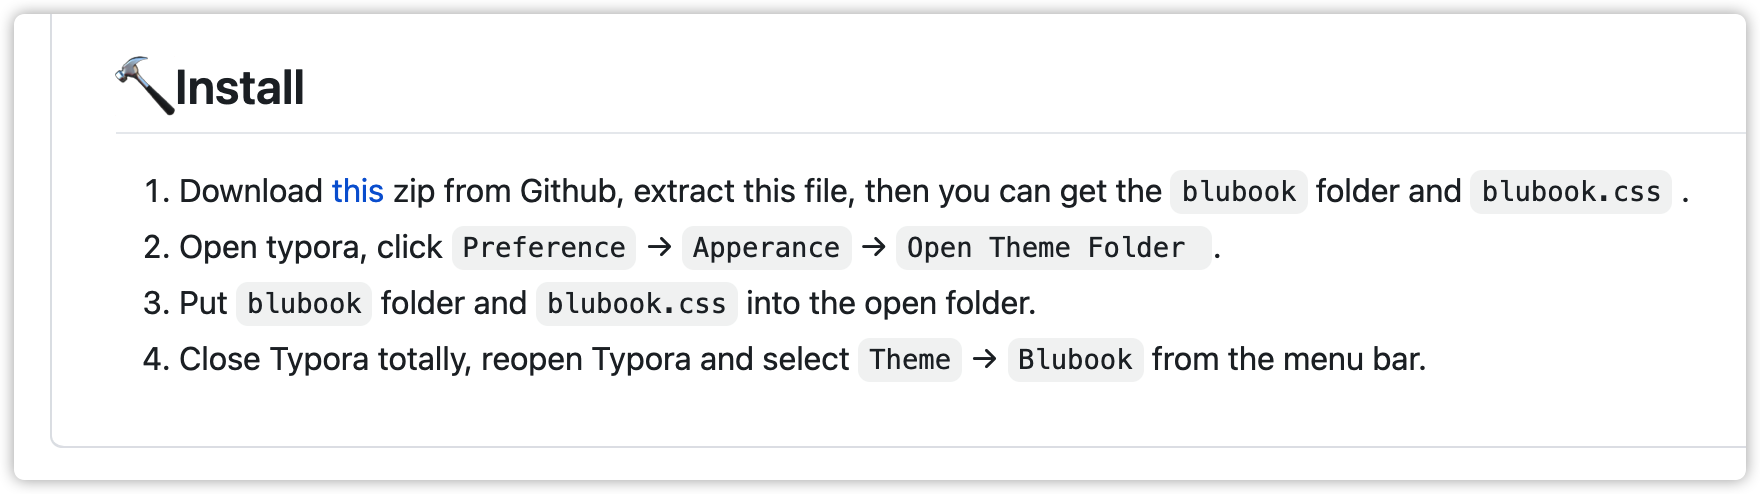 🔨Install
1. Download this zip from Github, extract this file, then you can get the blubook folder and blubook.css .
2. Open typora, click Preference → Apperance → Open Theme Folder .
3. Put blubook folder and blubook.css into the open folder.
4. Close Typora totally, reopen Typora and select Theme → Blubook from the menu bar.